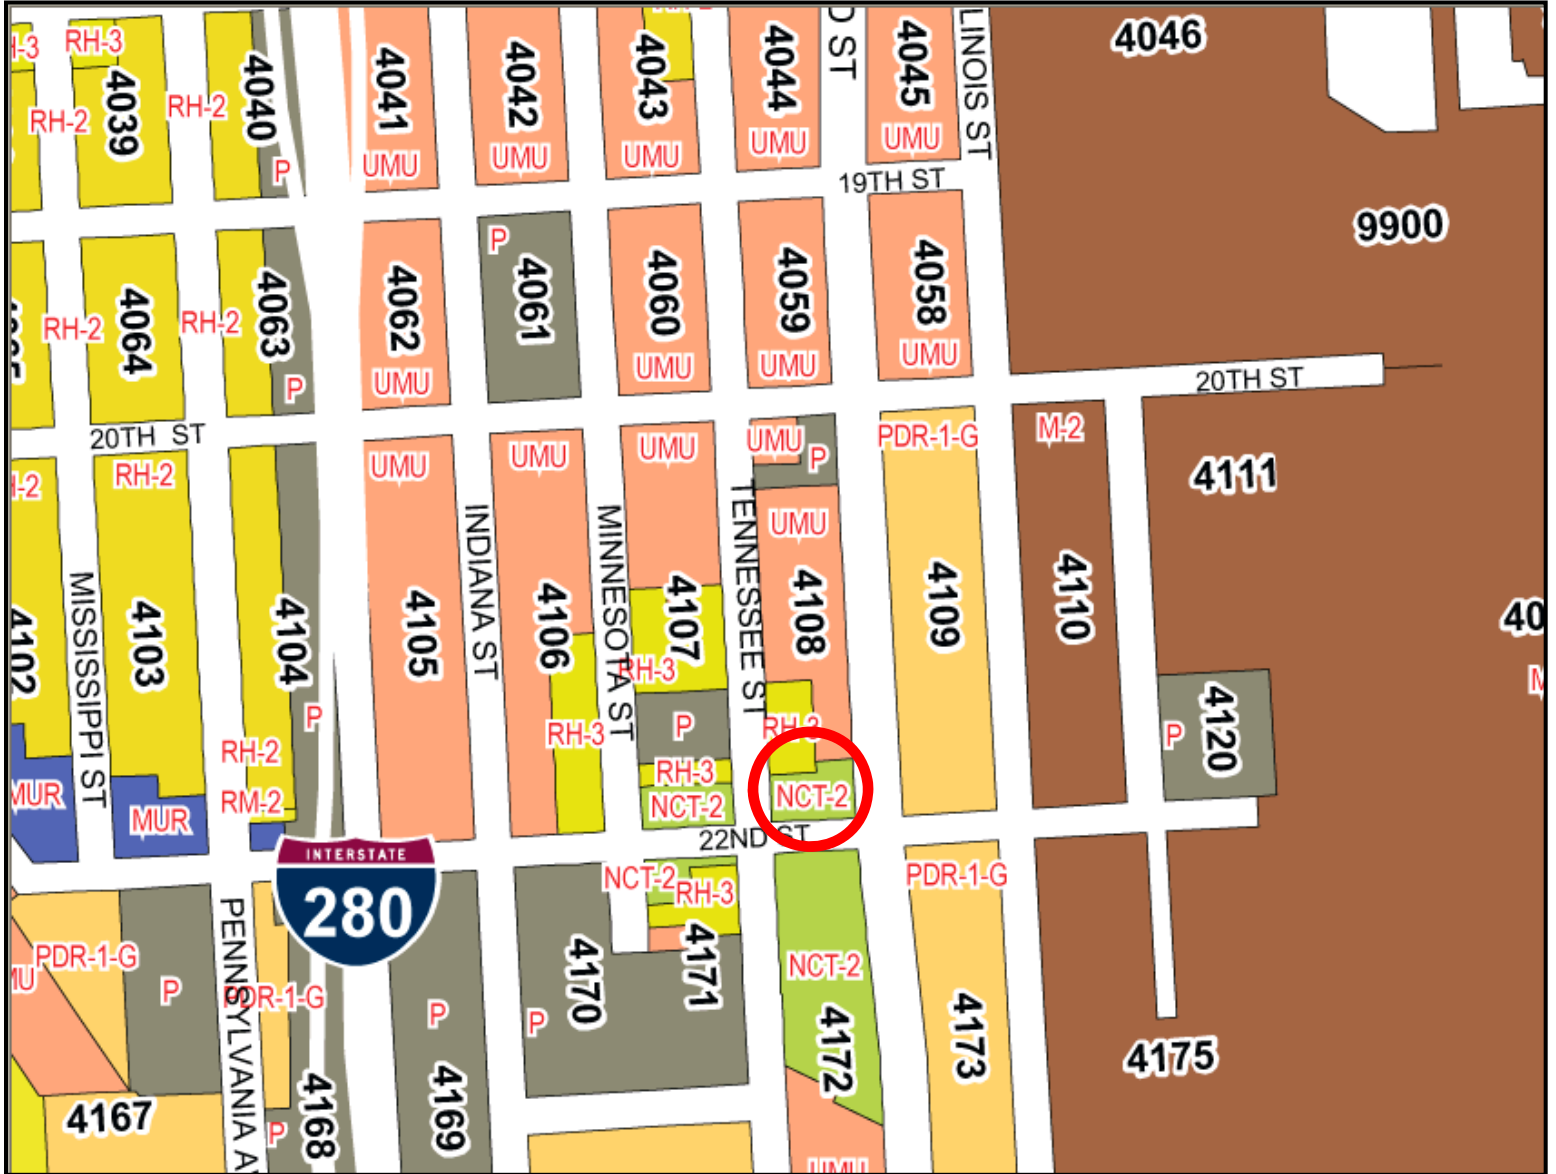 RH-3
4039
RH-2
RH-2
4040
P
4041
UMU
4042
UMU
4043
UMU
4044
UMU
4045
UMU
4046
19TH ST
9900
4064
RH-2
RH-2
4063
P
4062
UMU
P
4061
4060
UMU
4059
UMU
4058
UMU
20TH ST
20TH ST
RH-2
MISSISSIPPI ST
4102
MUR
4103
MUR
4104
P
RH-2
RM-2
UMU
4105
INDIANA ST
UMU
4106
RH-3
MINNESOTA ST
UMU
4107
RH-3
P
RH-3
NCT-2
TENNESSEE ST
UMU
P
UMU
4108
NCT-2
PDR-1-G
4109
M-2
4110
4111
P
4120
22ND ST
INTERSTATE
280
PDR-1-G
P
PENNSYLVANIA
4167
P
4168
P
4169
P
4170
NCT-2
RH-3
4171
NCT-2
4172
UMU
PDR-1-G
4173
4175